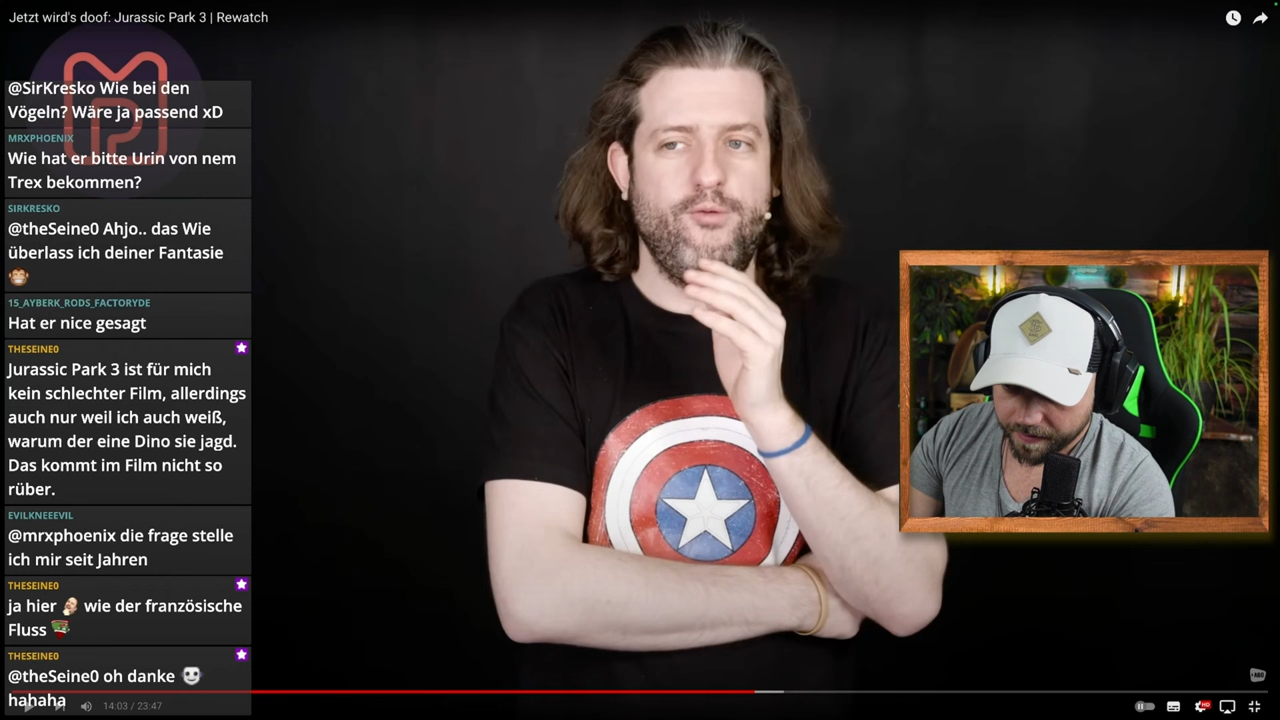 Jetzt wird's doof: Jurassic Park 3 | Rewatch
@SirKresko Wie bei den
Vögeln? Wäre ja passend xD
MRXPHOENIX
Wie hat er bitte Urin von nem
Trex bekommen?
SIRKRESKO
@theSeine0 Ahjo.. das Wie
überlass ich deiner Fantasie
15_AYBERK_RODS_FACTORYDE
Hat er nice gesagt
THESEINE0
Jurassic Park 3 ist für mich
kein schlechter Film, allerdings
auch nur weil ich auch weiß,
warum der eine Dino sie jagd.
Das kommt im Film nicht so
rüber.
EVILKNEEEVIL
@mrxphoenix die frage stelle
ich mir seit Jahren
THESEINE0
ja hier wie der französische
Fluss
THESEINE0
@theSeine0 oh danke
hahaha
14:03 / 23:47
HD